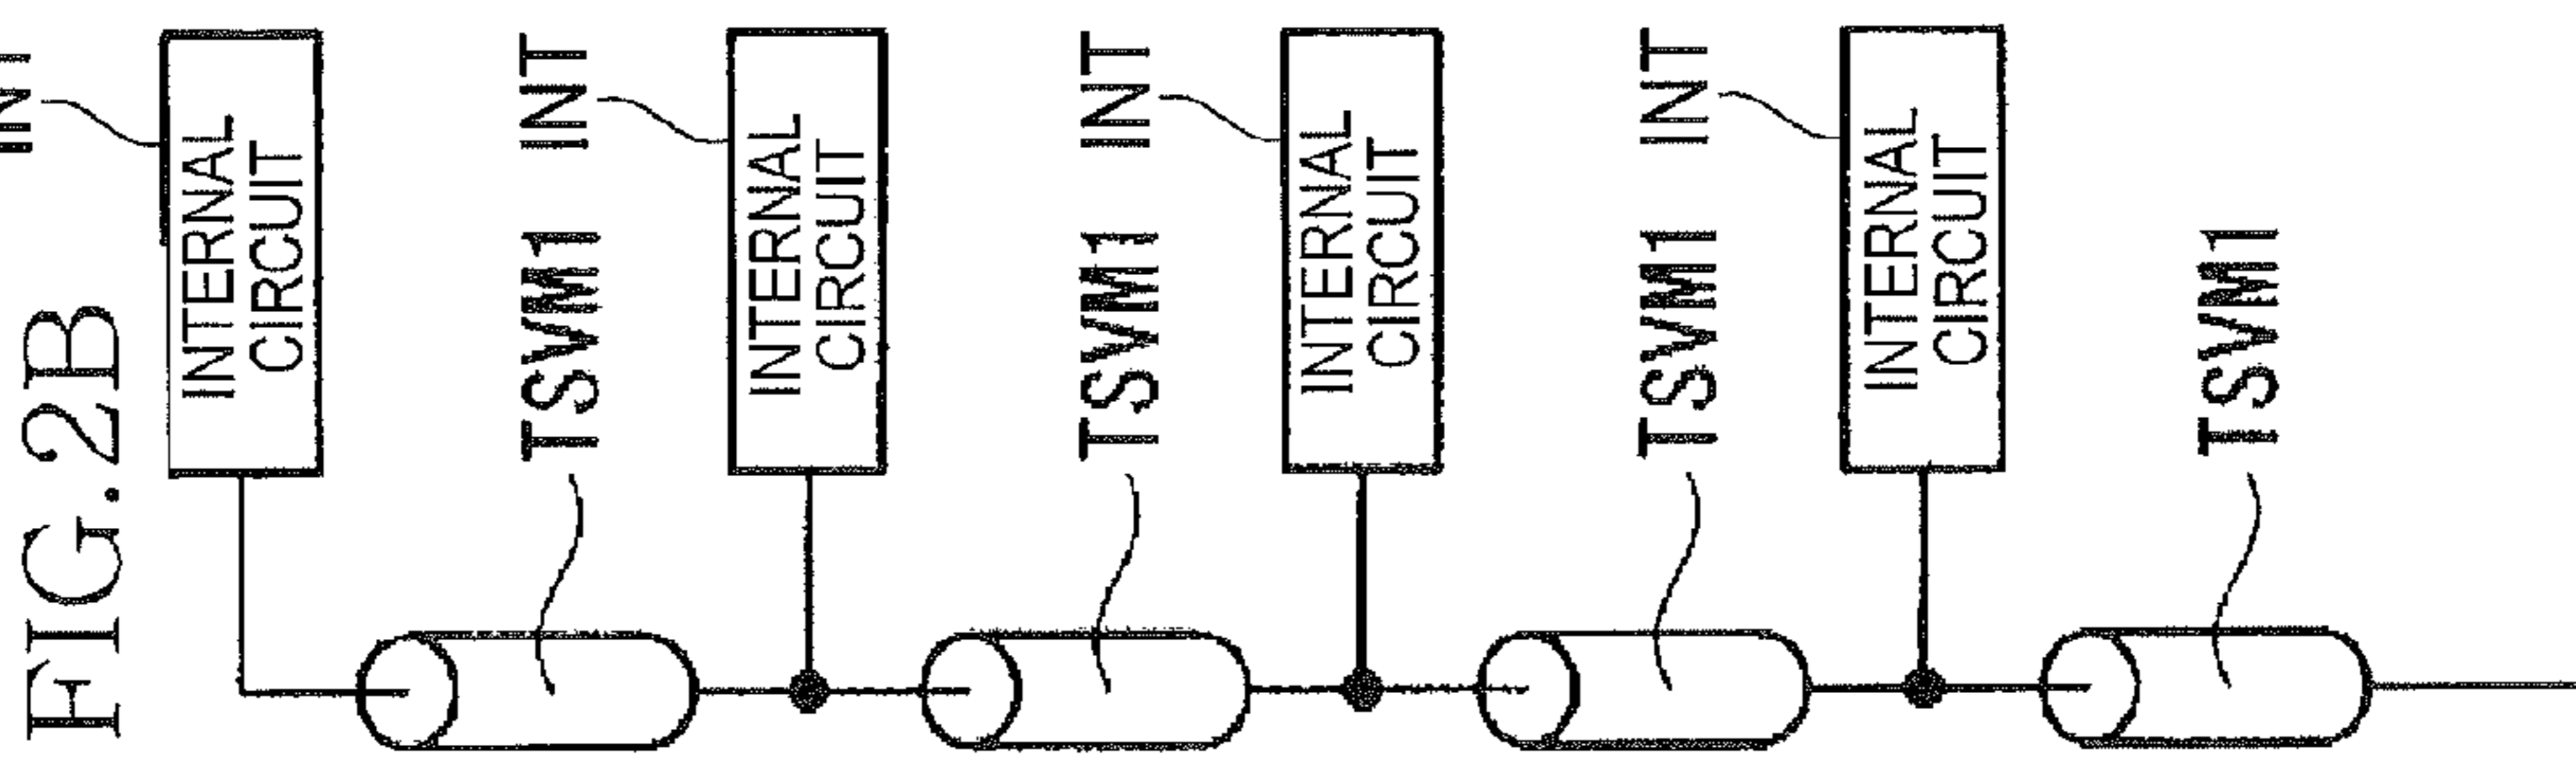 FIG.2B
INT
INTERNAL
CIRCUIT
TSVM1
INT
INTERNAL
CIRCUIT
TSVM1
INT
INTERNAL
CIRCUIT
TSVM1
INT
INTERNAL
CIRCUIT
TSVM1